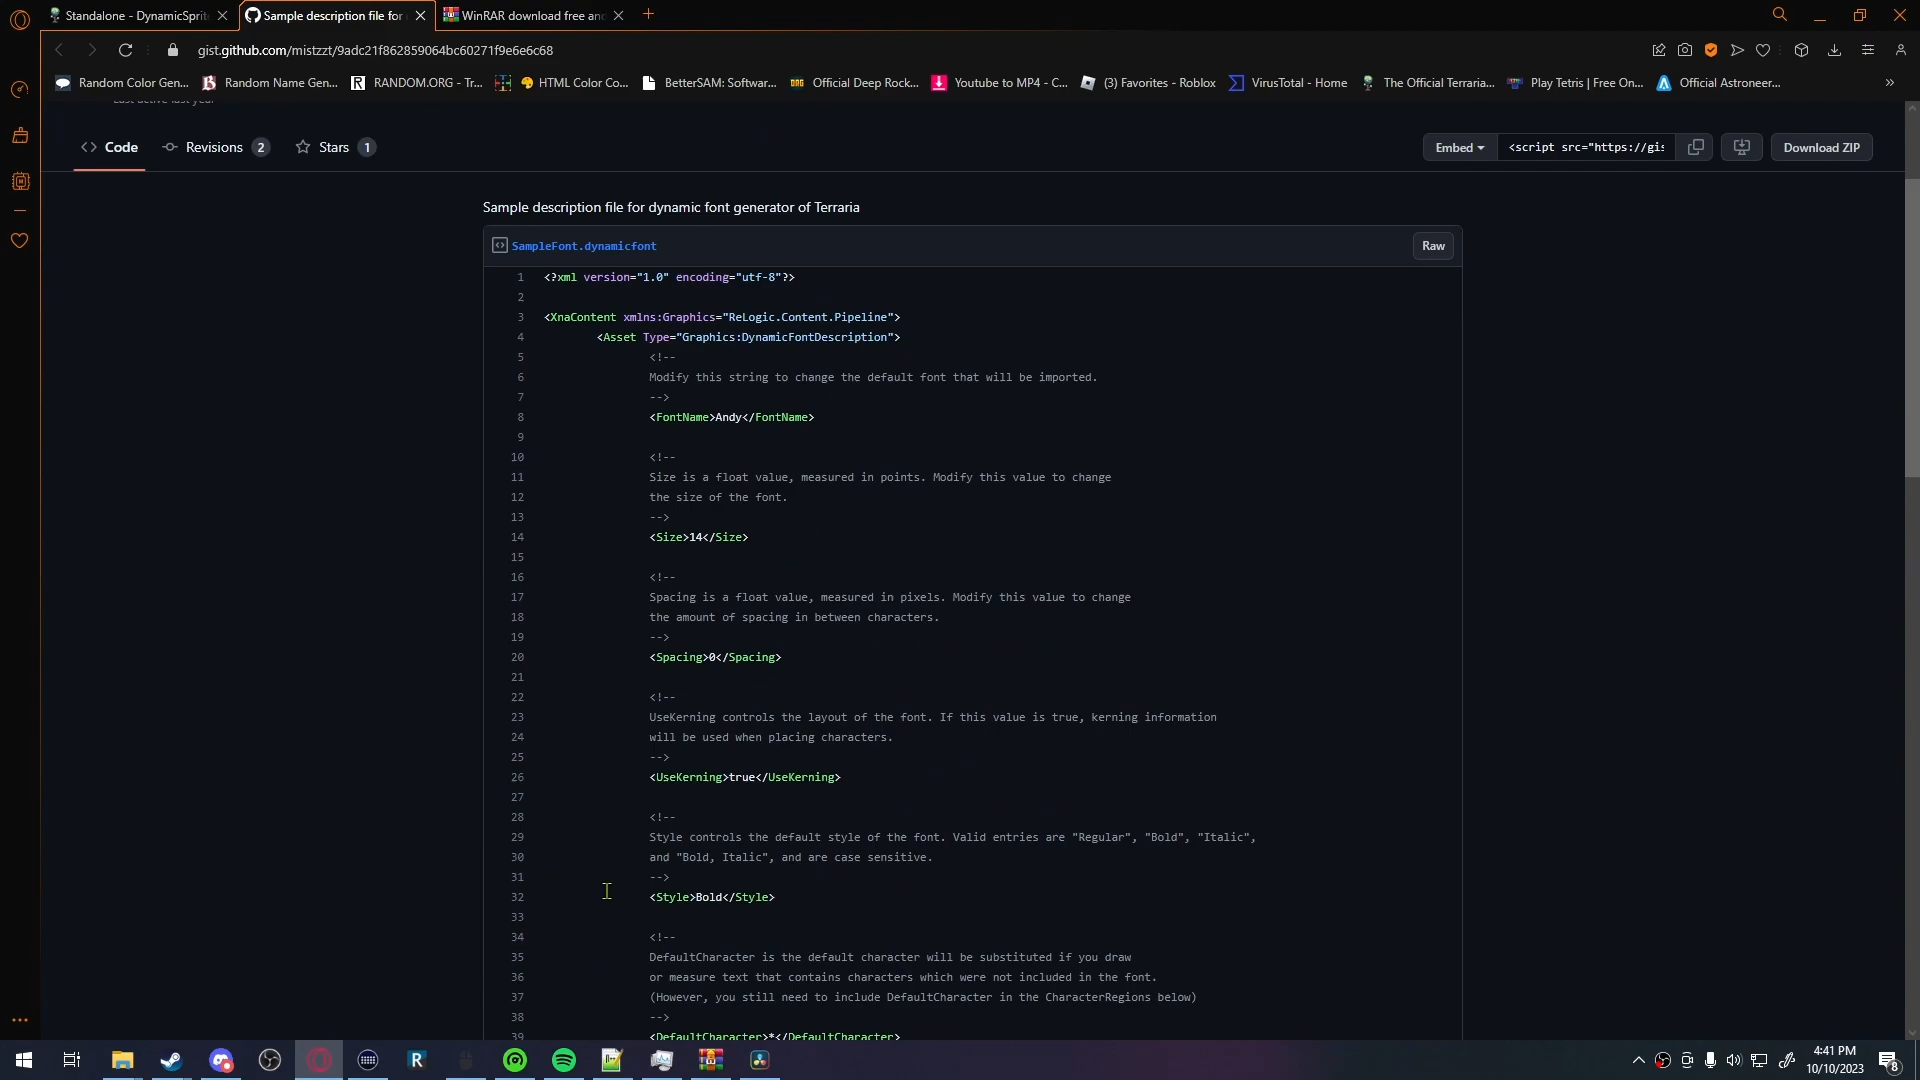 Standalone - DynamicSprit
Sample description file for
WinRAR download free and
gist.github.com/mistzzt/9adc21f862859064bc60271f9e6e6c68
Random Color Gen...
Random Name Gen...
RANDOM.ORG - Tr...
HTML Color Co...
BetterSAM: Softwar...
Official Deep Rock...
Youtube to MP4 - C...
(3) Favorites - Roblox
VirusTotal - Home
The Official Terraria...
Play Tetris | Free On...
Official Astroneer...
»
Last active last year
Code
Revisions 2
Stars 1
Embed
<script src="https://gis
Download ZIP
Sample description file for dynamic font generator of Terraria
SampleFont.dynamicfont
Raw
1 <?xml version="1.0" encoding="utf-8"?>
2
3 <XnaContent xmlns:Graphics="ReLogic.Content.Pipeline">
4 <Asset Type="Graphics:DynamicFontDescription">
5 <!--
6 Modify this string to change the default font that will be imported.
7 -->
8 <FontName>Andy</FontName>
9
10 <!--
11 Size is a float value, measured in points. Modify this value to change
12 the size of the font.
13 -->
14 <Size>14</Size>
15
16 <!--
17 Spacing is a float value, measured in pixels. Modify this value to change
18 the amount of spacing in between characters.
19 -->
20 <Spacing>0</Spacing>
21
22 <!--
23 UseKerning controls the layout of the font. If this value is true, kerning information
24 will be used when placing characters.
25 -->
26 <UseKerning>true</UseKerning>
27
28 <!--
29 Style controls the default style of the font. Valid entries are "Regular", "Bold", "Italic",
30 and "Bold, Italic", and are case sensitive.
31 -->
32 <Style>Bold</Style>
33
34 <!--
35 DefaultCharacter is the default character will be substituted if you draw
36 or measure text that contains characters which were not included in the font.
37 (However, you still need to include DefaultCharacter in the CharacterRegions below)
38 -->
39 <DefaultCharacter>*</DefaultCharacter>
4:41 PM
10/10/2023
8